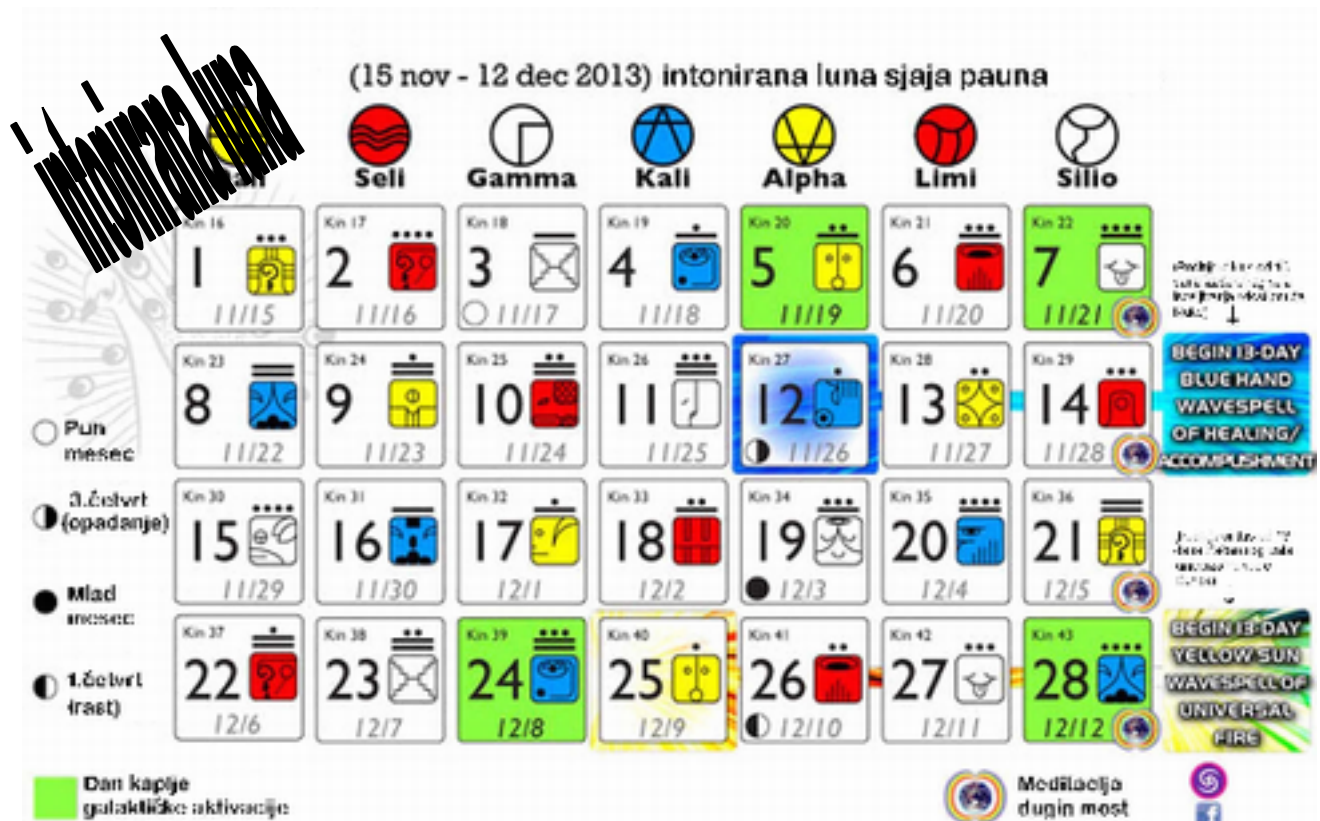 intonirana luna
(15 nov - 12 dec 2013) intonirana luna sjaja pauna
Seli Gamma Kali Alpha Limi Silio
Kin 16 Kin 17 Kin 18 Kin 19 Kin 20 Kin 21 Kin 22
1 2 3 4 5 6 7
11/15 11/16 11/17 11/18 11/19 11/20 11/21
Kin 23 Kin 24 Kin 25 Kin 26 Kin 27 Kin 28 Kin 29
8 9 10 11 12 13 14
11/22 11/23 11/24 11/25 11/26 11/27 11/28
BEGIN 13-DAY
BLUE HAND
WAVESPELL
OF HEALING/
ACCOMPLISHMENT
Pun
mesec
3.četvrt
(opadanje)
Mlad
mesec
1.četvrt
(rast)
Kin 30 Kin 31 Kin 32 Kin 33 Kin 34 Kin 35 Kin 36
15 16 17 18 19 20 21
11/29 11/30 12/1 12/2 12/3 12/4 12/5
Kin 37 Kin 38 Kin 39 Kin 40 Kin 41 Kin 42 Kin 43
22 23 24 25 26 27 28
12/6 12/7 12/8 12/9 12/10 12/11 12/12
BEGIN 13-DAY
YELLOW SUN
WAVESPELL OF
UNIVERSAL
FIRE
Dan kaplje
galaktičke aktivacije
Meditacija
dugin most